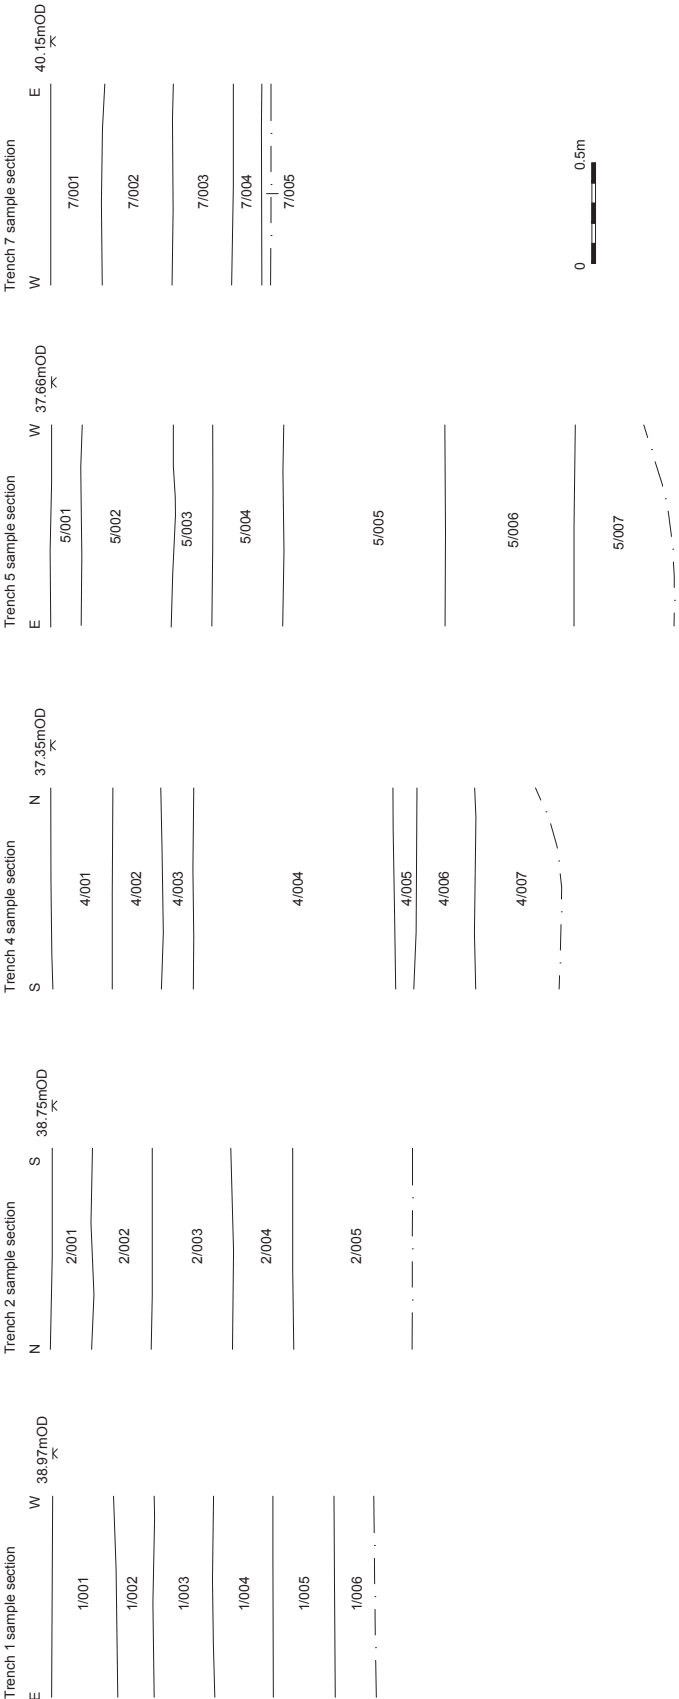 Trench 1 sample section
E W
38.97mOD
1/001
1/002
1/003
1/004
1/005
1/006
Trench 2 sample section
N S
38.75mOD
2/001
2/002
2/003
2/004
2/005
Trench 4 sample section
S N
37.35mOD
4/001
4/002
4/003
4/004
4/005
4/006
4/007
Trench 5 sample section
E W
37.66mOD
5/001
5/002
5/003
5/004
5/005
5/006
5/007
Trench 7 sample section
W E
40.15mOD
7/001
7/002
7/003
7/004
7/005
0 0.5m